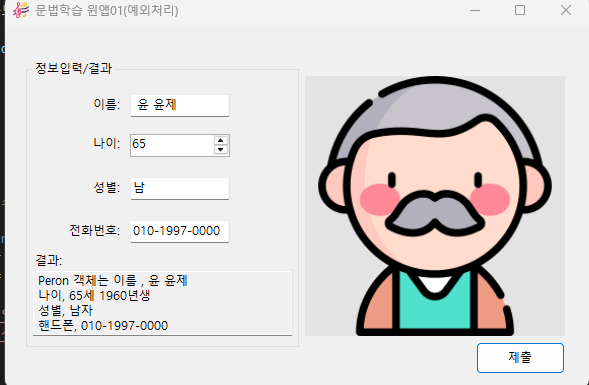 문법학습 윈앱01(예외처리)
정보입력/결과
이름: 윤 윤제
나이: 65
성별: 남
전화번호: 010-1997-0000
결과:
Peron 객체는 이름 , 윤 윤제
나이, 65세 1960년생
성별, 남자
핸드폰, 010-1997-0000
제출